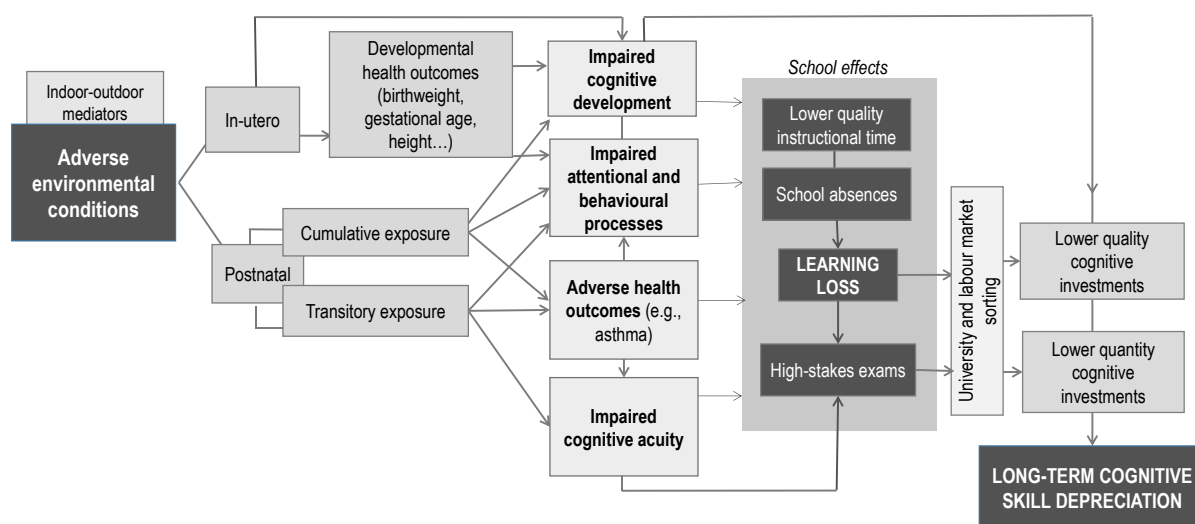 Indoor-outdoor
mediators
Adverse
environmental
conditions
In-utero
Postnatal
Developmental
health outcomes
(birthweight,
gestational age,
height…)
Cumulative exposure
Transitory exposure
Impaired
cognitive
development
Impaired
attentional and
behavioural
processes
Adverse health
outcomes (e.g.,
asthma)
Impaired
cognitive acuity
School effects
Lower quality
instructional time
School absences
LEARNING
LOSS
High-stakes exams
University and labour market
sorting
Lower quality
cognitive
investments
Lower quantity
cognitive
investments
LONG-TERM COGNITIVE
SKILL DEPRECIATION